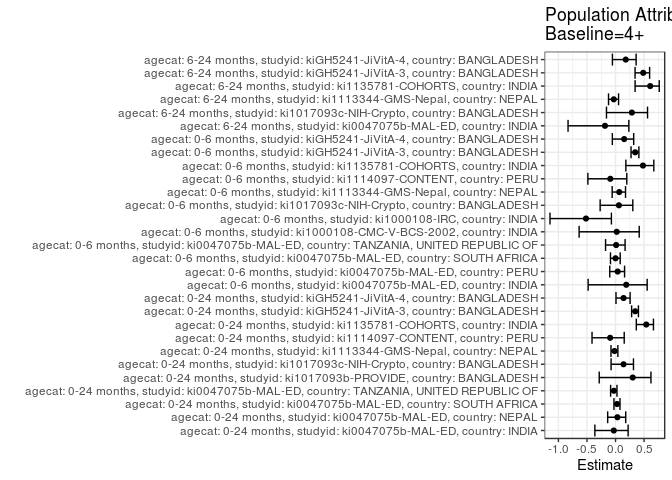 Population Attrib
Baseline=4+
agecat: 6-24 months, studyid: kiGH5241-JiVitA-4, country: BANGLADESH
agecat: 6-24 months, studyid: kiGH5241-JiVitA-3, country: BANGLADESH
agecat: 6-24 months, studyid: ki1135781-COHORTS, country: INDIA
agecat: 6-24 months, studyid: ki1113344-GMS-Nepal, country: NEPAL
agecat: 6-24 months, studyid: ki1017093c-NIH-Crypto, country: BANGLADESH
agecat: 6-24 months, studyid: ki0047075b-MAL-ED, country: INDIA
agecat: 0-6 months, studyid: kiGH5241-JiVitA-4, country: BANGLADESH
agecat: 0-6 months, studyid: kiGH5241-JiVitA-3, country: BANGLADESH
agecat: 0-6 months, studyid: ki1135781-COHORTS, country: INDIA
agecat: 0-6 months, studyid: ki1114097-CONTENT, country: PERU
agecat: 0-6 months, studyid: ki1113344-GMS-Nepal, country: NEPAL
agecat: 0-6 months, studyid: ki1017093c-NIH-Crypto, country: BANGLADESH
agecat: 0-6 months, studyid: ki1000108-IRC, country: INDIA
agecat: 0-6 months, studyid: ki1000108-CMC-V-BCS-2002, country: INDIA
agecat: 0-6 months, studyid: ki0047075b-MAL-ED, country: TANZANIA, UNITED REPUBLIC OF
agecat: 0-6 months, studyid: ki0047075b-MAL-ED, country: SOUTH AFRICA
agecat: 0-6 months, studyid: ki0047075b-MAL-ED, country: PERU
agecat: 0-6 months, studyid: ki0047075b-MAL-ED, country: INDIA
agecat: 0-24 months, studyid: kiGH5241-JiVitA-4, country: BANGLADESH
agecat: 0-24 months, studyid: kiGH5241-JiVitA-3, country: BANGLADESH
agecat: 0-24 months, studyid: ki1135781-COHORTS, country: INDIA
agecat: 0-24 months, studyid: ki1114097-CONTENT, country: PERU
agecat: 0-24 months, studyid: ki1113344-GMS-Nepal, country: NEPAL
agecat: 0-24 months, studyid: ki1017093c-NIH-Crypto, country: BANGLADESH
agecat: 0-24 months, studyid: ki1017093b-PROVIDE, country: BANGLADESH
agecat: 0-24 months, studyid: ki0047075b-MAL-ED, country: TANZANIA, UNITED REPUBLIC OF
agecat: 0-24 months, studyid: ki0047075b-MAL-ED, country: SOUTH AFRICA
agecat: 0-24 months, studyid: ki0047075b-MAL-ED, country: NEPAL
agecat: 0-24 months, studyid: ki0047075b-MAL-ED, country: INDIA
-1.0 -0.5 0.0 0.5
Estimate